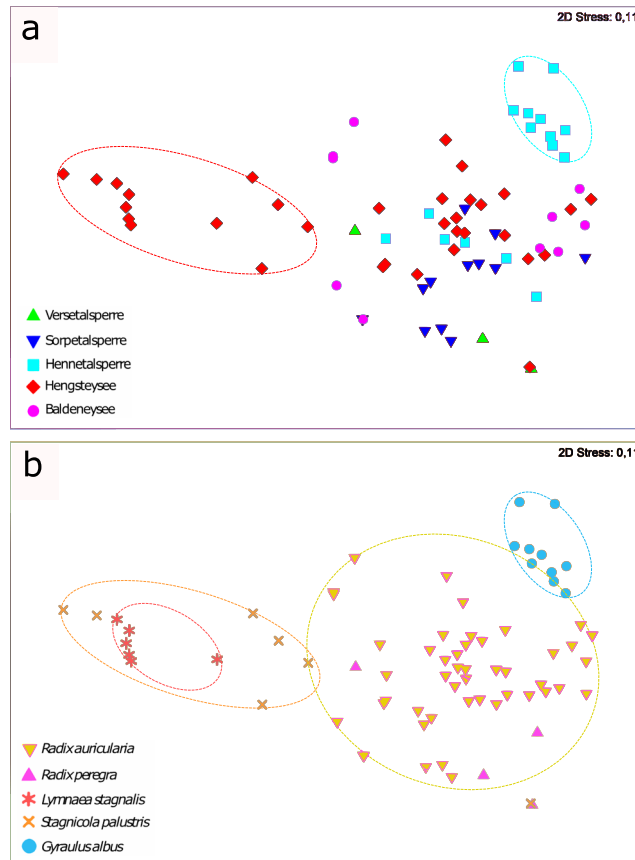 a
2D Stress: 0,11
Versetalsperre
Sorpetalsperre
Hennetalsperre
Hengsteysee
Baldeneysee
b
2D Stress: 0,11
Radix auricularia
Radix peregra
Lymnaea stagnalis
Stagnicola palustris
Gyraulus albus